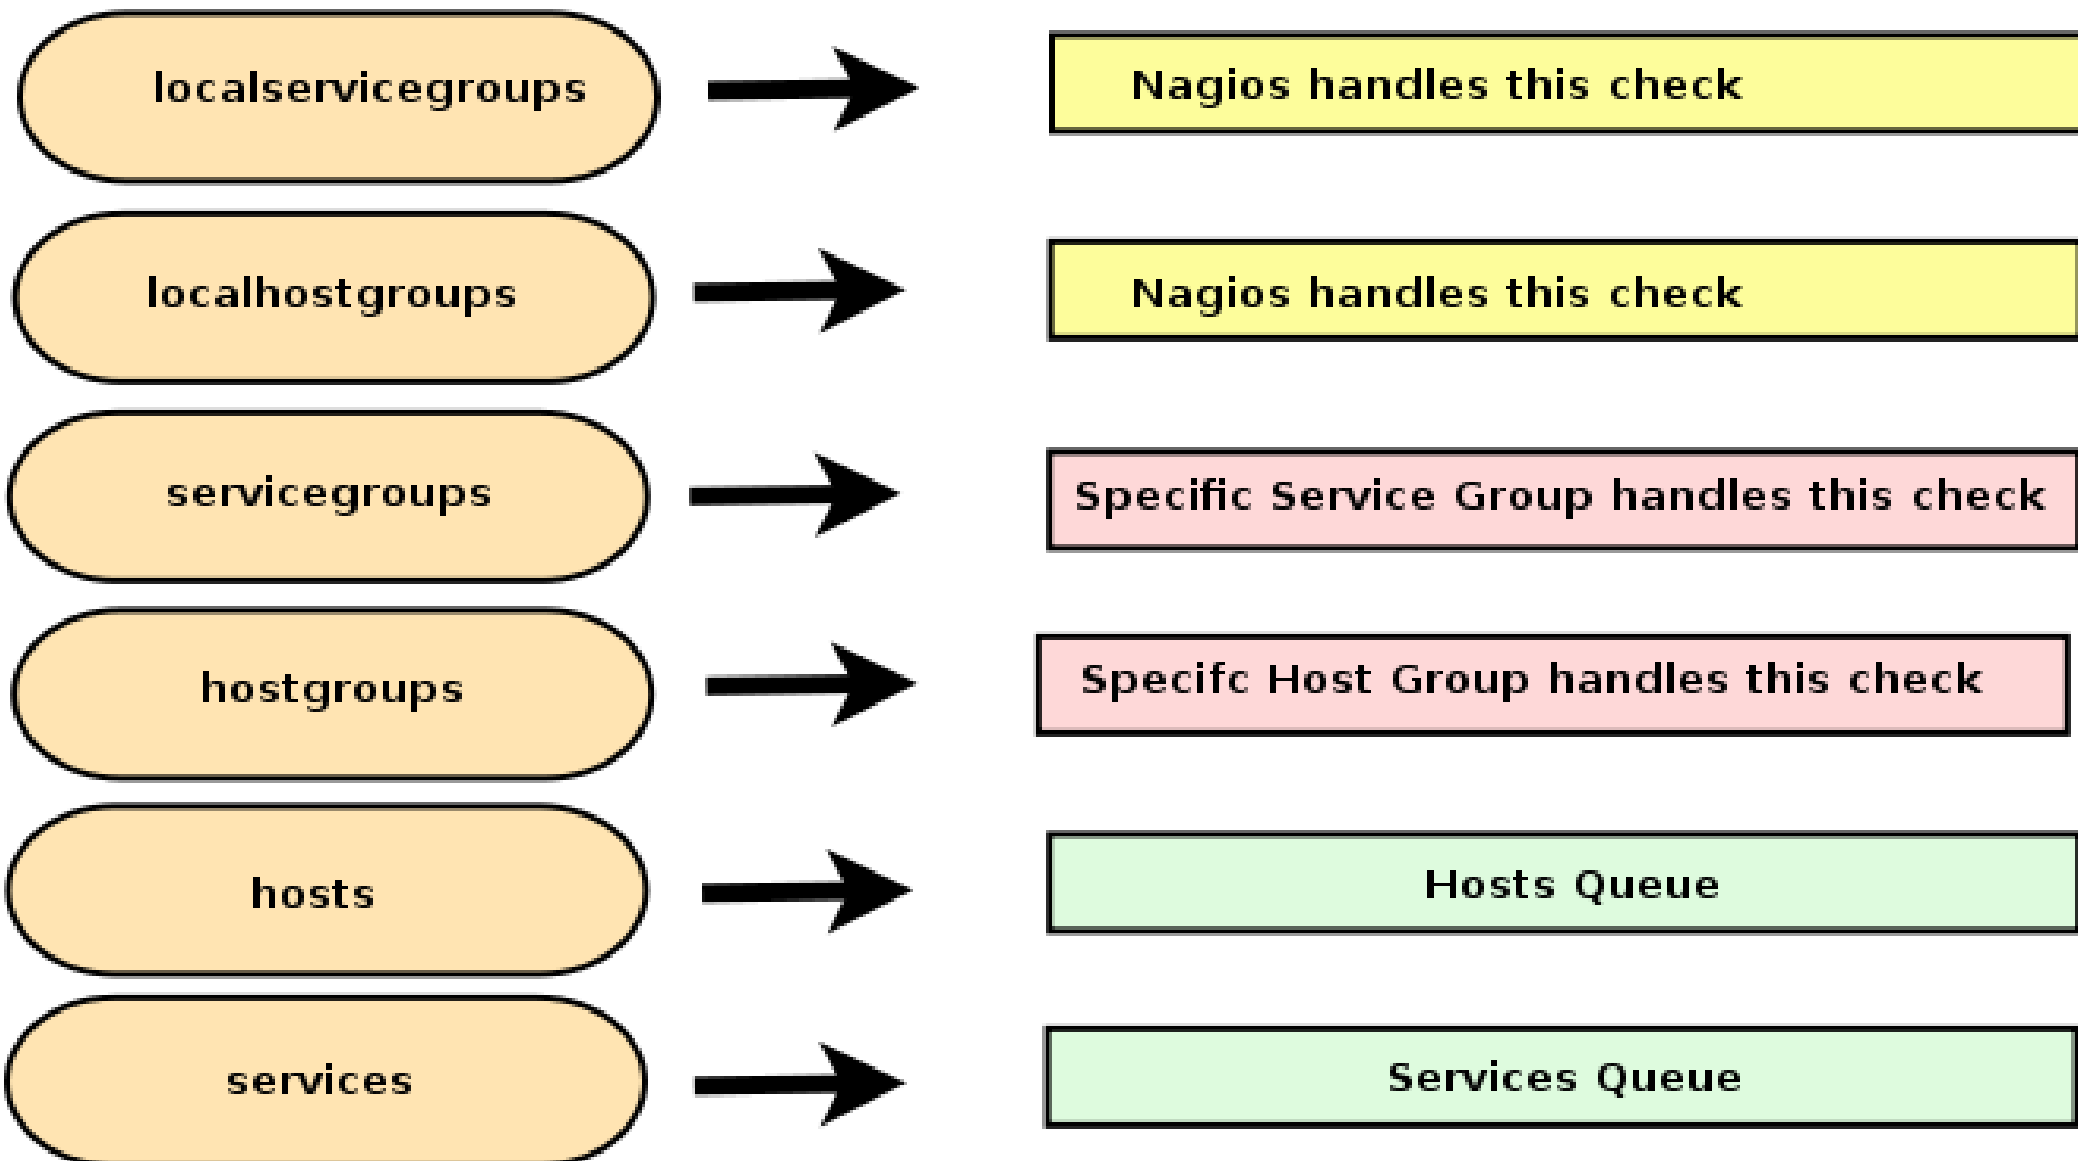 localservicegroups
Nagios handles this check
localhostgroups
Nagios handles this check
servicegroups
Specific Service Group handles this check
hostgroups
Specifc Host Group handles this check
hosts
Hosts Queue
services
Services Queue